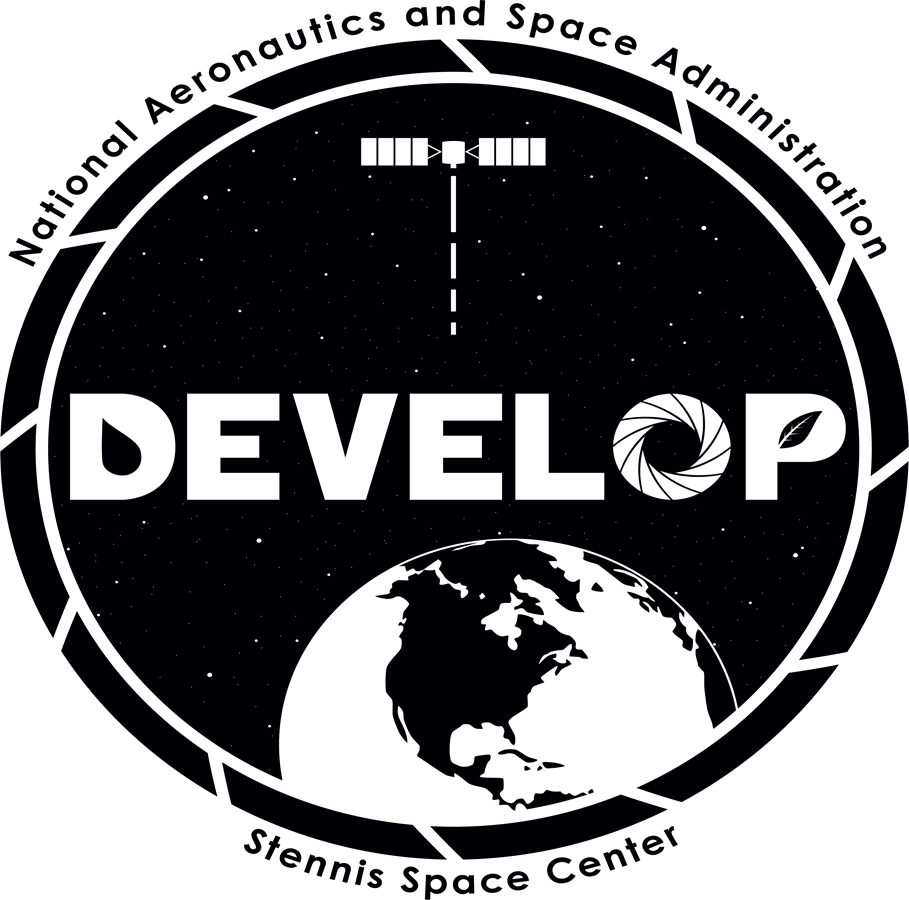 National Aeronautics and Space Administration
DEVELOP
Stennis Space Center